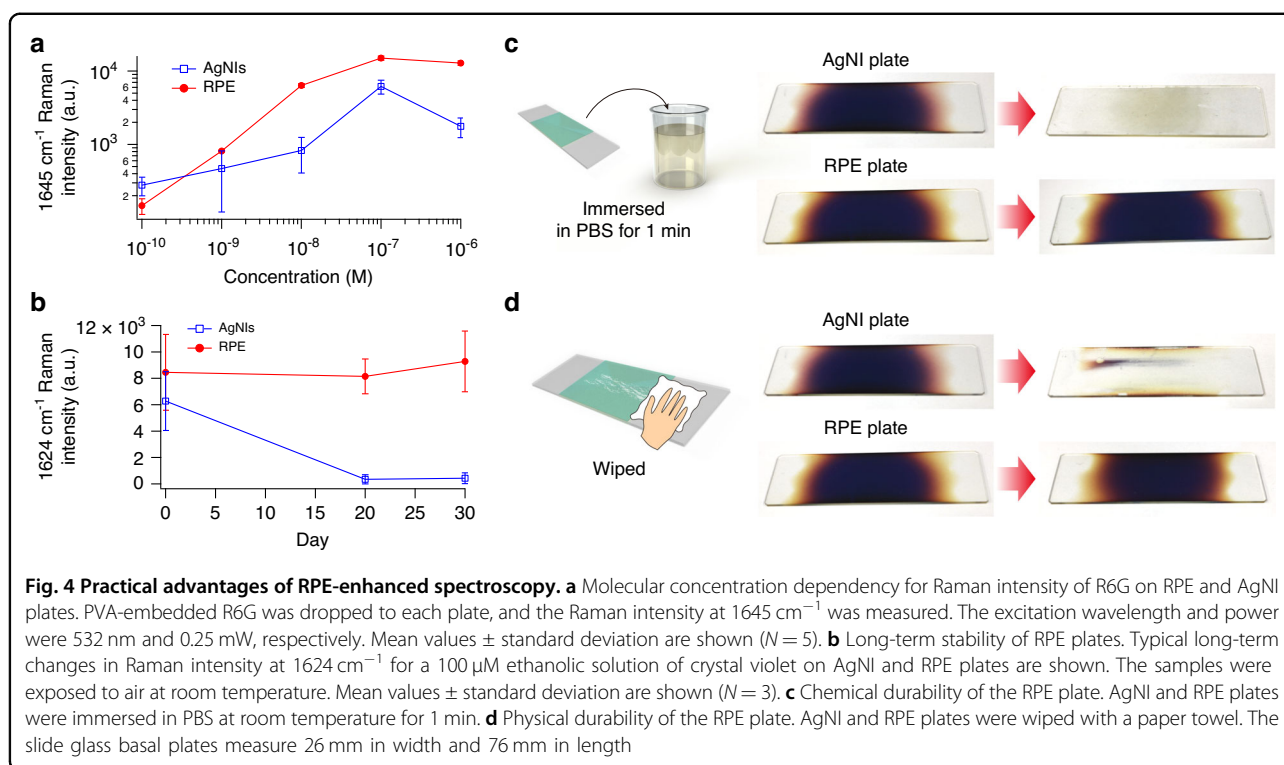 a
AgNIs
RPE
1645 cm⁻¹ Raman
intensity (a.u.)
10⁴
6
4
2
10³
6
4
2
10⁻¹⁰ 10⁻⁹ 10⁻⁸ 10⁻⁷ 10⁻⁶
Concentration (M)
b
AgNIs
RPE
1624 cm⁻¹ Raman
intensity (a.u.)
12 × 10³
10
8
6
4
2
0
0 5 10 15 20 25 30
Day
c
Immersed
in PBS for 1 min
AgNI plate
RPE plate
d
Wiped
AgNI plate
RPE plate
Fig. 4 Practical advantages of RPE-enhanced spectroscopy. a Molecular concentration dependency for Raman intensity of R6G on RPE and AgNI
plates. PVA-embedded R6G was dropped to each plate, and the Raman intensity at 1645 cm⁻¹ was measured. The excitation wavelength and power
were 532 nm and 0.25 mW, respectively. Mean values ± standard deviation are shown (N = 5). b Long-term stability of RPE plates. Typical long-term
changes in Raman intensity at 1624 cm⁻¹ for a 100 μM ethanolic solution of crystal violet on AgNI and RPE plates are shown. The samples were
exposed to air at room temperature. Mean values ± standard deviation are shown (N = 3). c Chemical durability of the RPE plate. AgNI and RPE plates
were immersed in PBS at room temperature for 1 min. d Physical durability of the RPE plate. AgNI and RPE plates were wiped with a paper towel. The
slide glass basal plates measure 26 mm in width and 76 mm in length